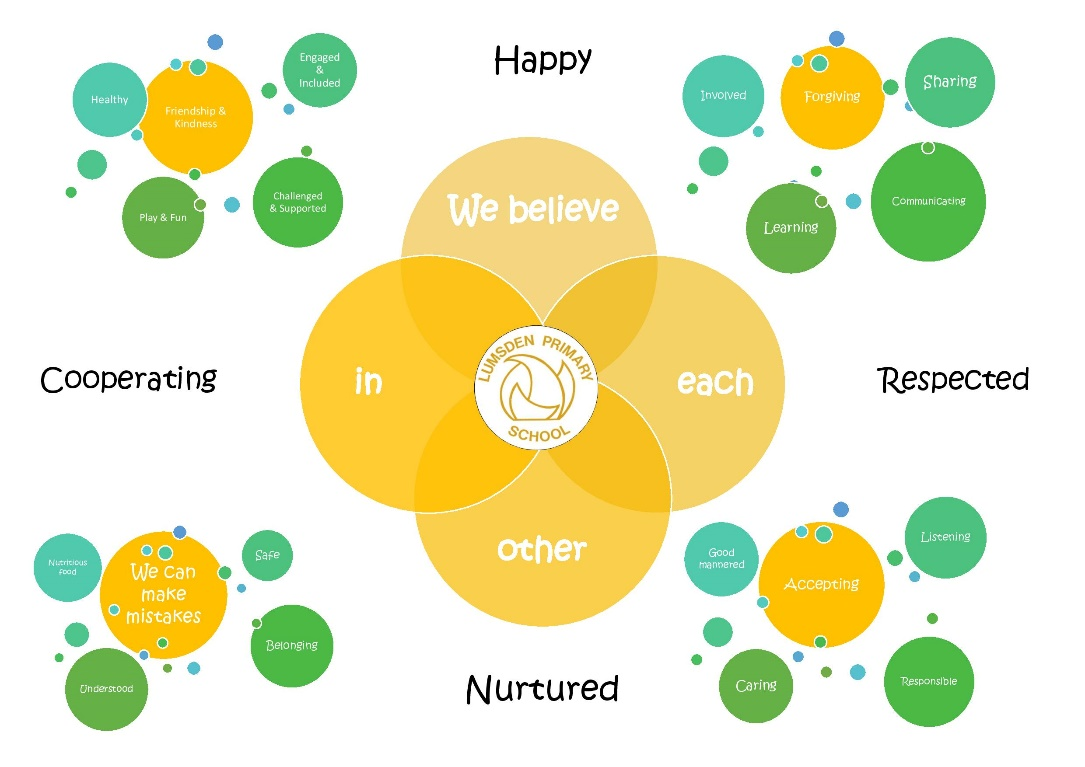 Happy
Engaged
&
Included
Healthy
Friendship &
Kindness
Play & Fun
Challenged
& Supported
Involved
Forgiving
Sharing
Communicating
Learning
We believe
Cooperating
in
LUMSDEN PRIMARY
SCHOOL
each
Respected
other
Nutritious
food
We can
make
mistakes
Safe
Belonging
Understood
Nurtured
Good
mannered
Accepting
Listening
Caring
Responsible